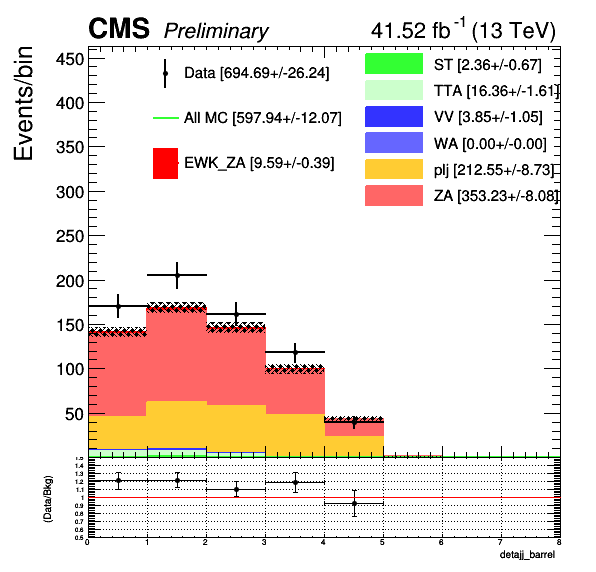 CMS Preliminary 41.52 fb⁻¹ (13 TeV)
Events/bin
450
400
350
300
250
200
150
100
50
Data [694.69+/-26.24]
All MC [597.94+/-12.07]
EWK_ZA [9.59+/-0.39]
ST [2.36+/-0.67]
TTA [16.36+/-1.61]
VV [3.85+/-1.05]
WA [0.00+/-0.00]
plj [212.55+/-8.73]
ZA [353.23+/-8.08]
(Data/Bkg)
1.5
1.4
1.3
1.2
1.1
1
0.9
0.8
0.7
0.6
0.5
0 1 2 3 4 5 6 7 8
detajj_barrel